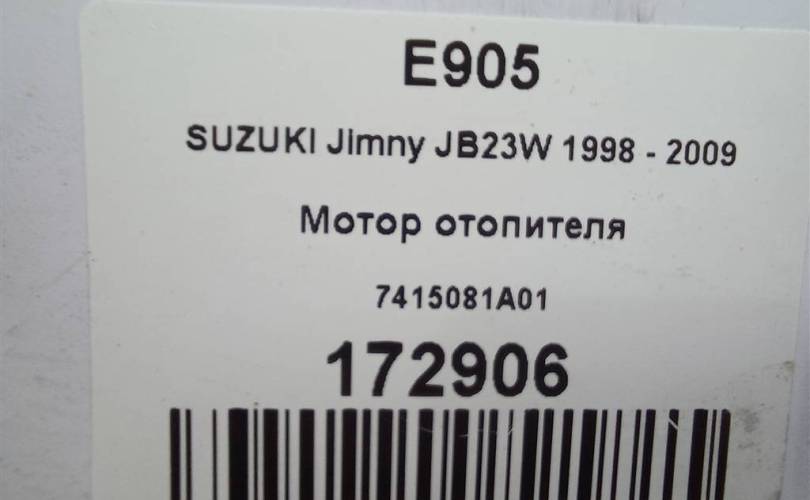 E905
SUZUKI Jimny JB23W 1998 - 2009
Мотор отопителя
7415081A01
172906